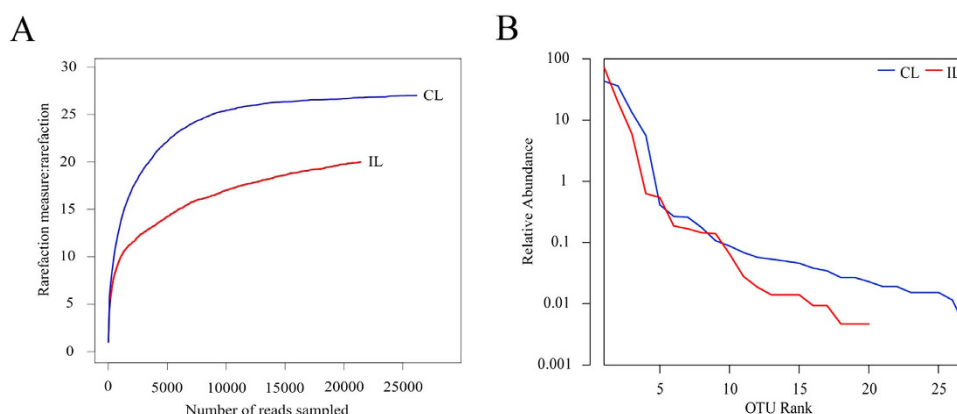 A
Rarefaction measure:rarefaction
30
25
20
15
10
5
0
CL
IL
0 5000 10000 15000 20000 25000
Number of reads sampled
B
Relative Abundance
100
10
1
0.1
0.01
0.001
CL IL
5 10 15 20 25
OTU Rank